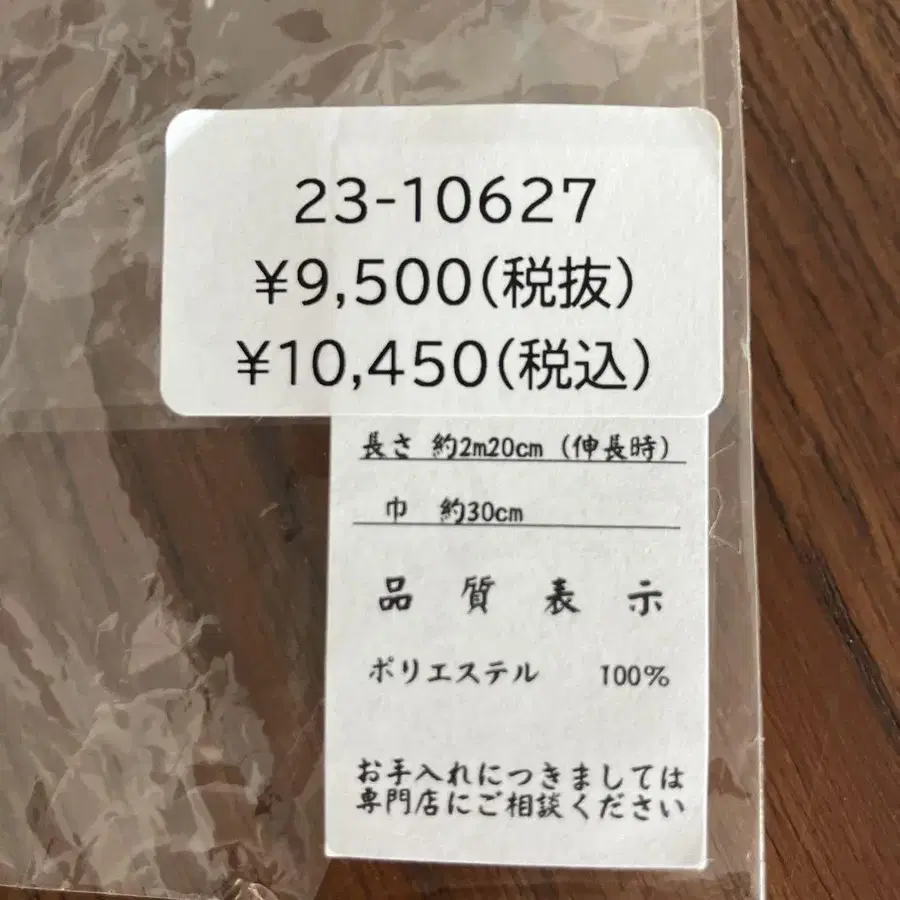 23-10627
¥9,500(税抜)
¥10,450(税込)
長さ 約2m20cm (伸長時)
巾 約30cm
品質表示
ポリエステル 100%
お手入れにつきましては
専門店にご相談ください